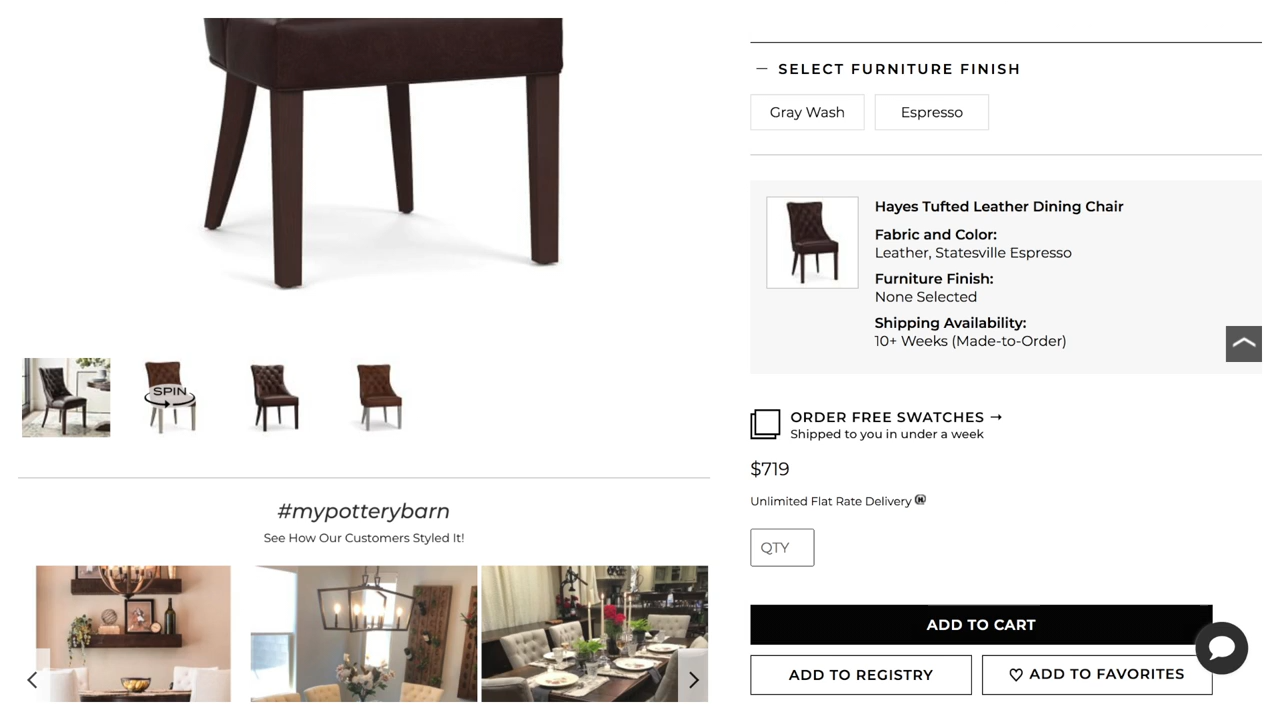 — SELECT FURNITURE FINISH
Gray Wash
Espresso
Hayes Tufted Leather Dining Chair
Fabric and Color:
Leather, Statesville Espresso
Furniture Finish:
None Selected
Shipping Availability:
10+ Weeks (Made-to-Order)
SPIN
ORDER FREE SWATCHES →
Shipped to you in under a week
$719
Unlimited Flat Rate Delivery
QTY
#mypotterybarn
See How Our Customers Styled It!
ADD TO CART
ADD TO REGISTRY
ADD TO FAVORITES